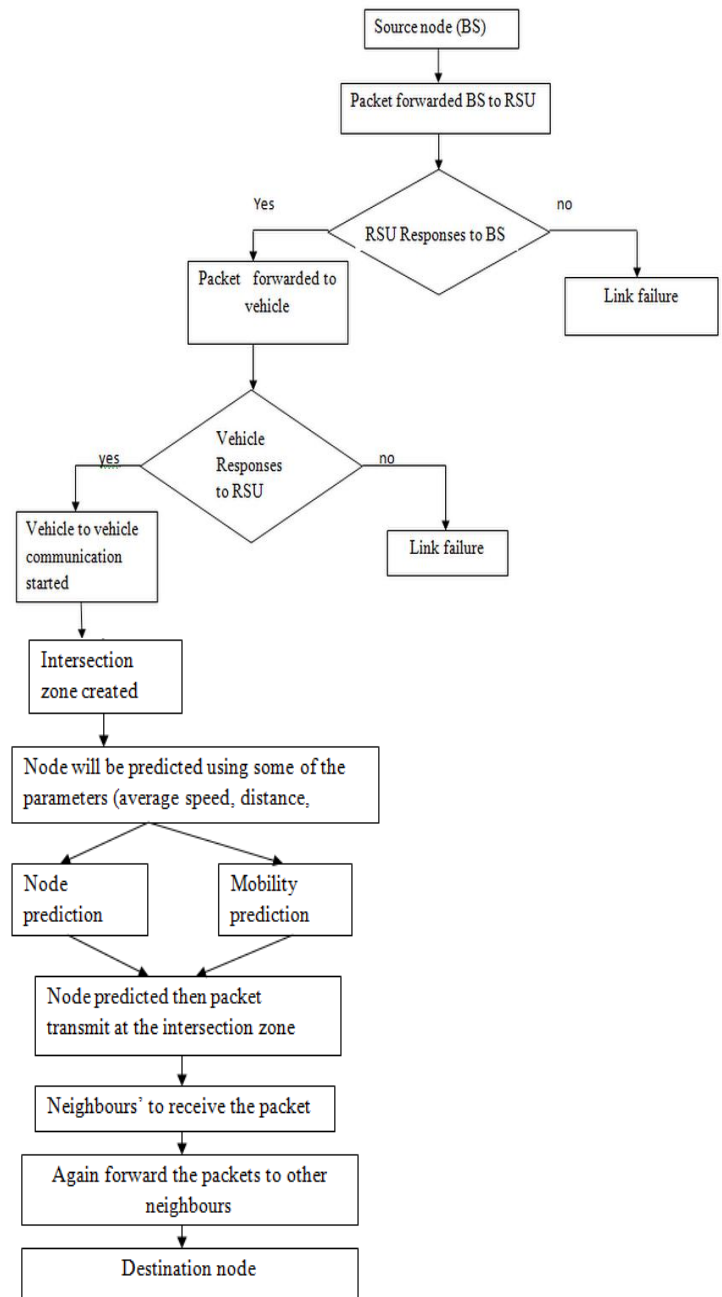 Source node (BS)
Packet forwarded BS to RSU
Yes
no
RSU Responses to BS
Packet forwarded to
vehicle
Link failure
Vehicle
Responses
to RSU
yes
no
Vehicle to vehicle
communication
started
Link failure
Intersection
zone created
Node will be predicted using some of the
parameters (average speed, distance,
Node
prediction
Mobility
prediction
Node predicted then packet
transmit at the intersection zone
Neighbours’ to receive the packet
Again forward the packets to other
neighbours
Destination node